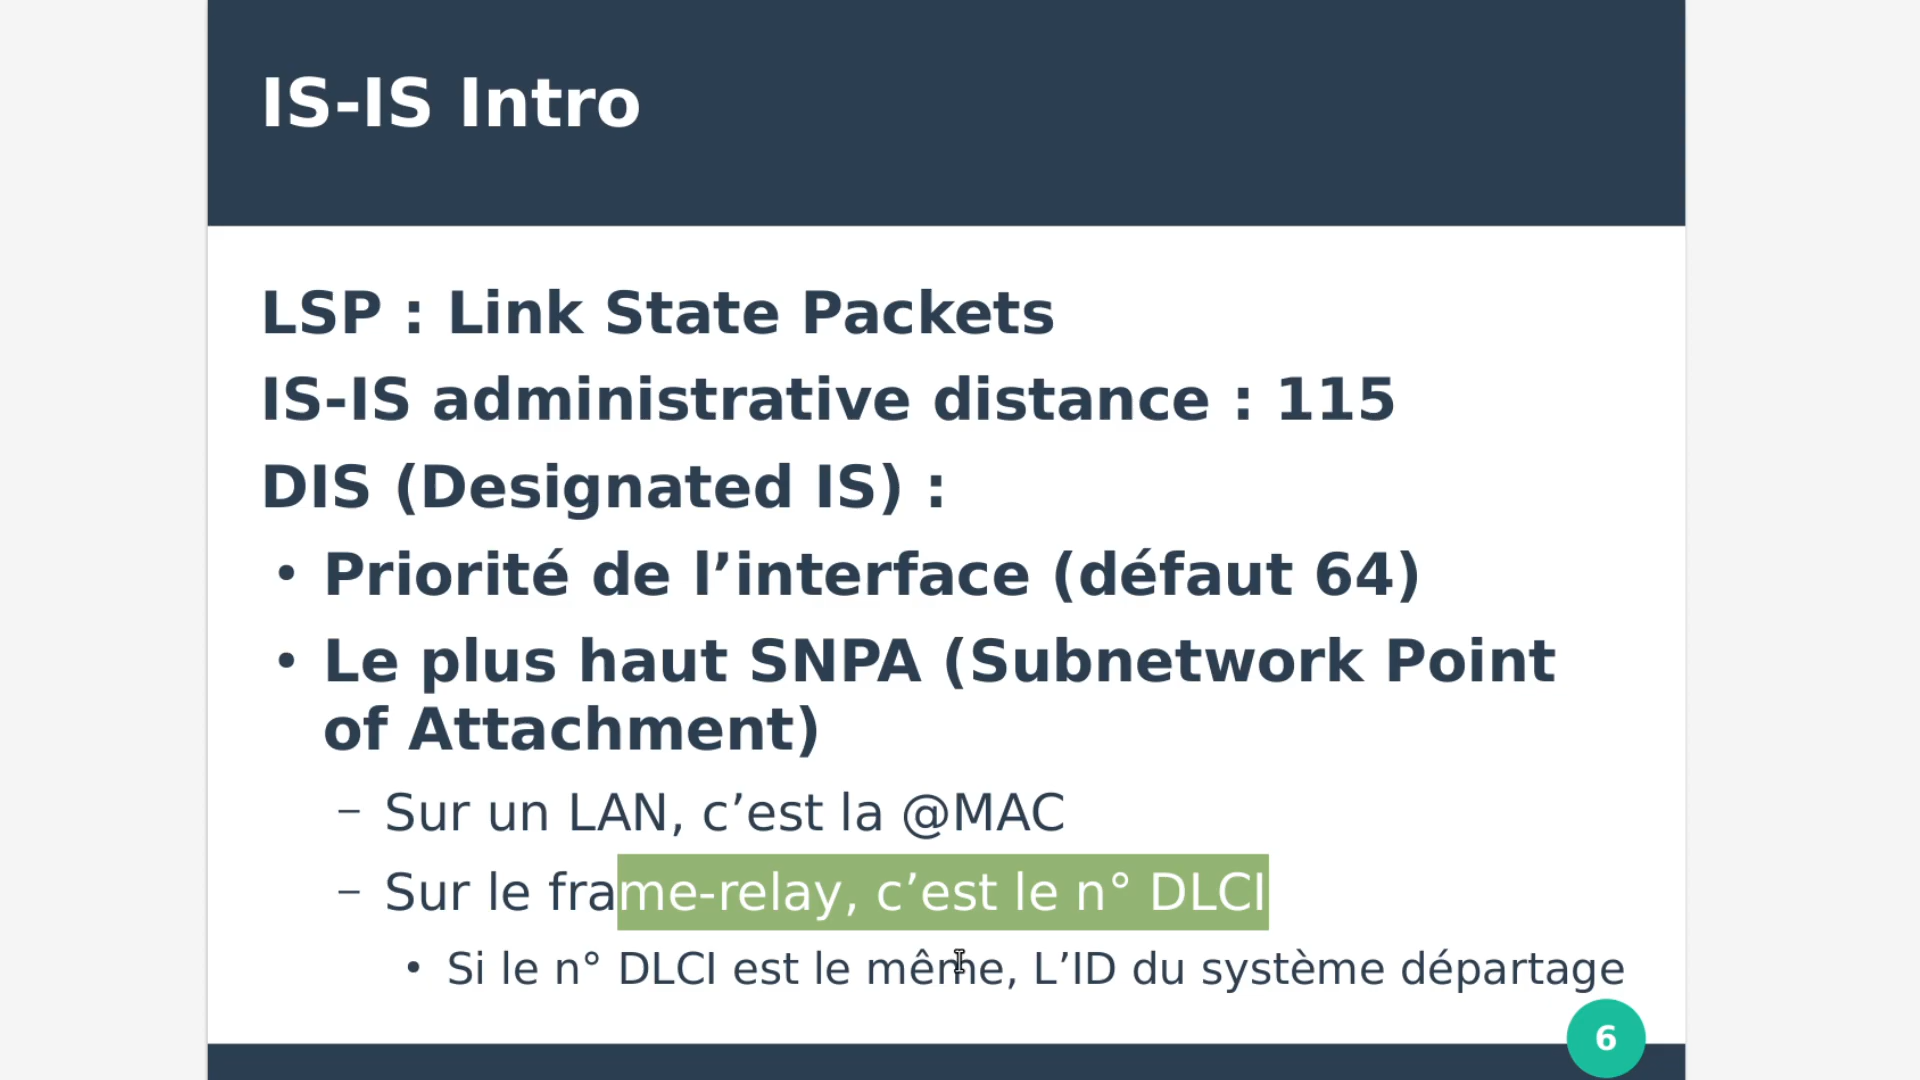 IS-IS Intro
LSP : Link State Packets
IS-IS administrative distance : 115
DIS (Designated IS) :
• Priorité de l’interface (défaut 64)
• Le plus haut SNPA (Subnetwork Point
of Attachment)
– Sur un LAN, c’est la @MAC
– Sur le frame-relay, c’est le n° DLCI
• Si le n° DLCI est le même, L’ID du système départage
6